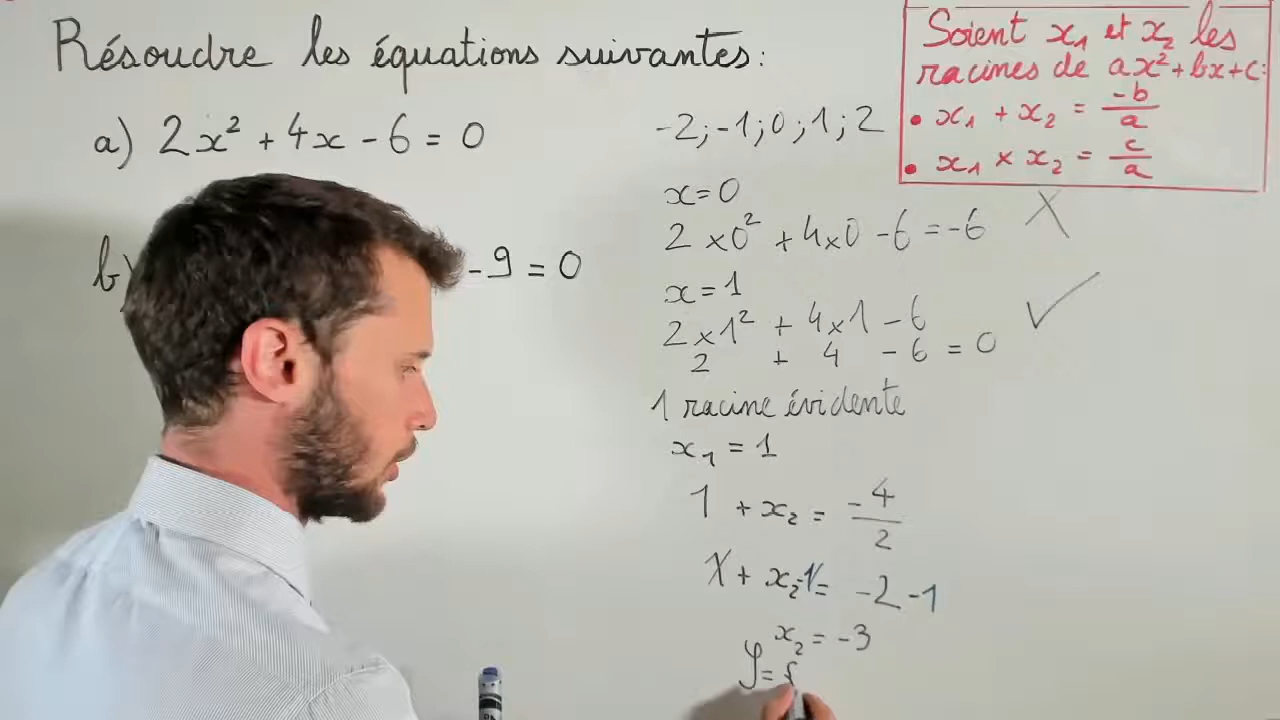 Résoudre les équations suivantes :
a) 2x² + 4x - 6 = 0
b) - 9 = 0
Soient x₁ et x₂ les
racines de ax²+bx+c:
• x₁ + x₂ = -b/a
• x₁ × x₂ = c/a
-2 ; -1 ; 0 ; 1 ; 2
x = 0
2 × 0² + 4 × 0 - 6 = -6 X
x = 1
2 × 1² + 4 × 1 - 6 ✓
2 + 4 - 6 = 0
1 racine évidente
x₁ = 1
1 + x₂ = -4/2
1 + x₂ - 1 = -2 - 1
x₂ = -3
𝒮 = {